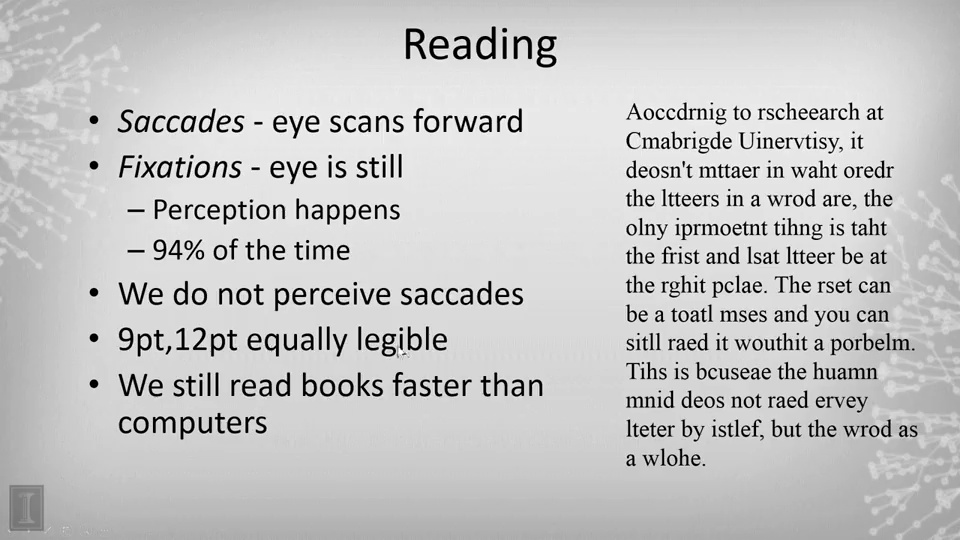 Reading
• Saccades - eye scans forward
• Fixations - eye is still
– Perception happens
– 94% of the time
• We do not perceive saccades
• 9pt,12pt equally legible
• We still read books faster than
computers
Aoccdrnig to rscheearch at
Cmabrigde Uinervtisy, it
deosn't mttaer in waht oredr
the ltteers in a wrod are, the
olny iprmoetnt tihng is taht
the frist and lsat ltteer be at
the rghit pclae. The rset can
be a toatl mses and you can
sitll raed it wouthit a porbelm.
Tihs is bcuseae the huamn
mnid deos not raed ervey
lteter by istlef, but the wrod as
a wlohe.
I